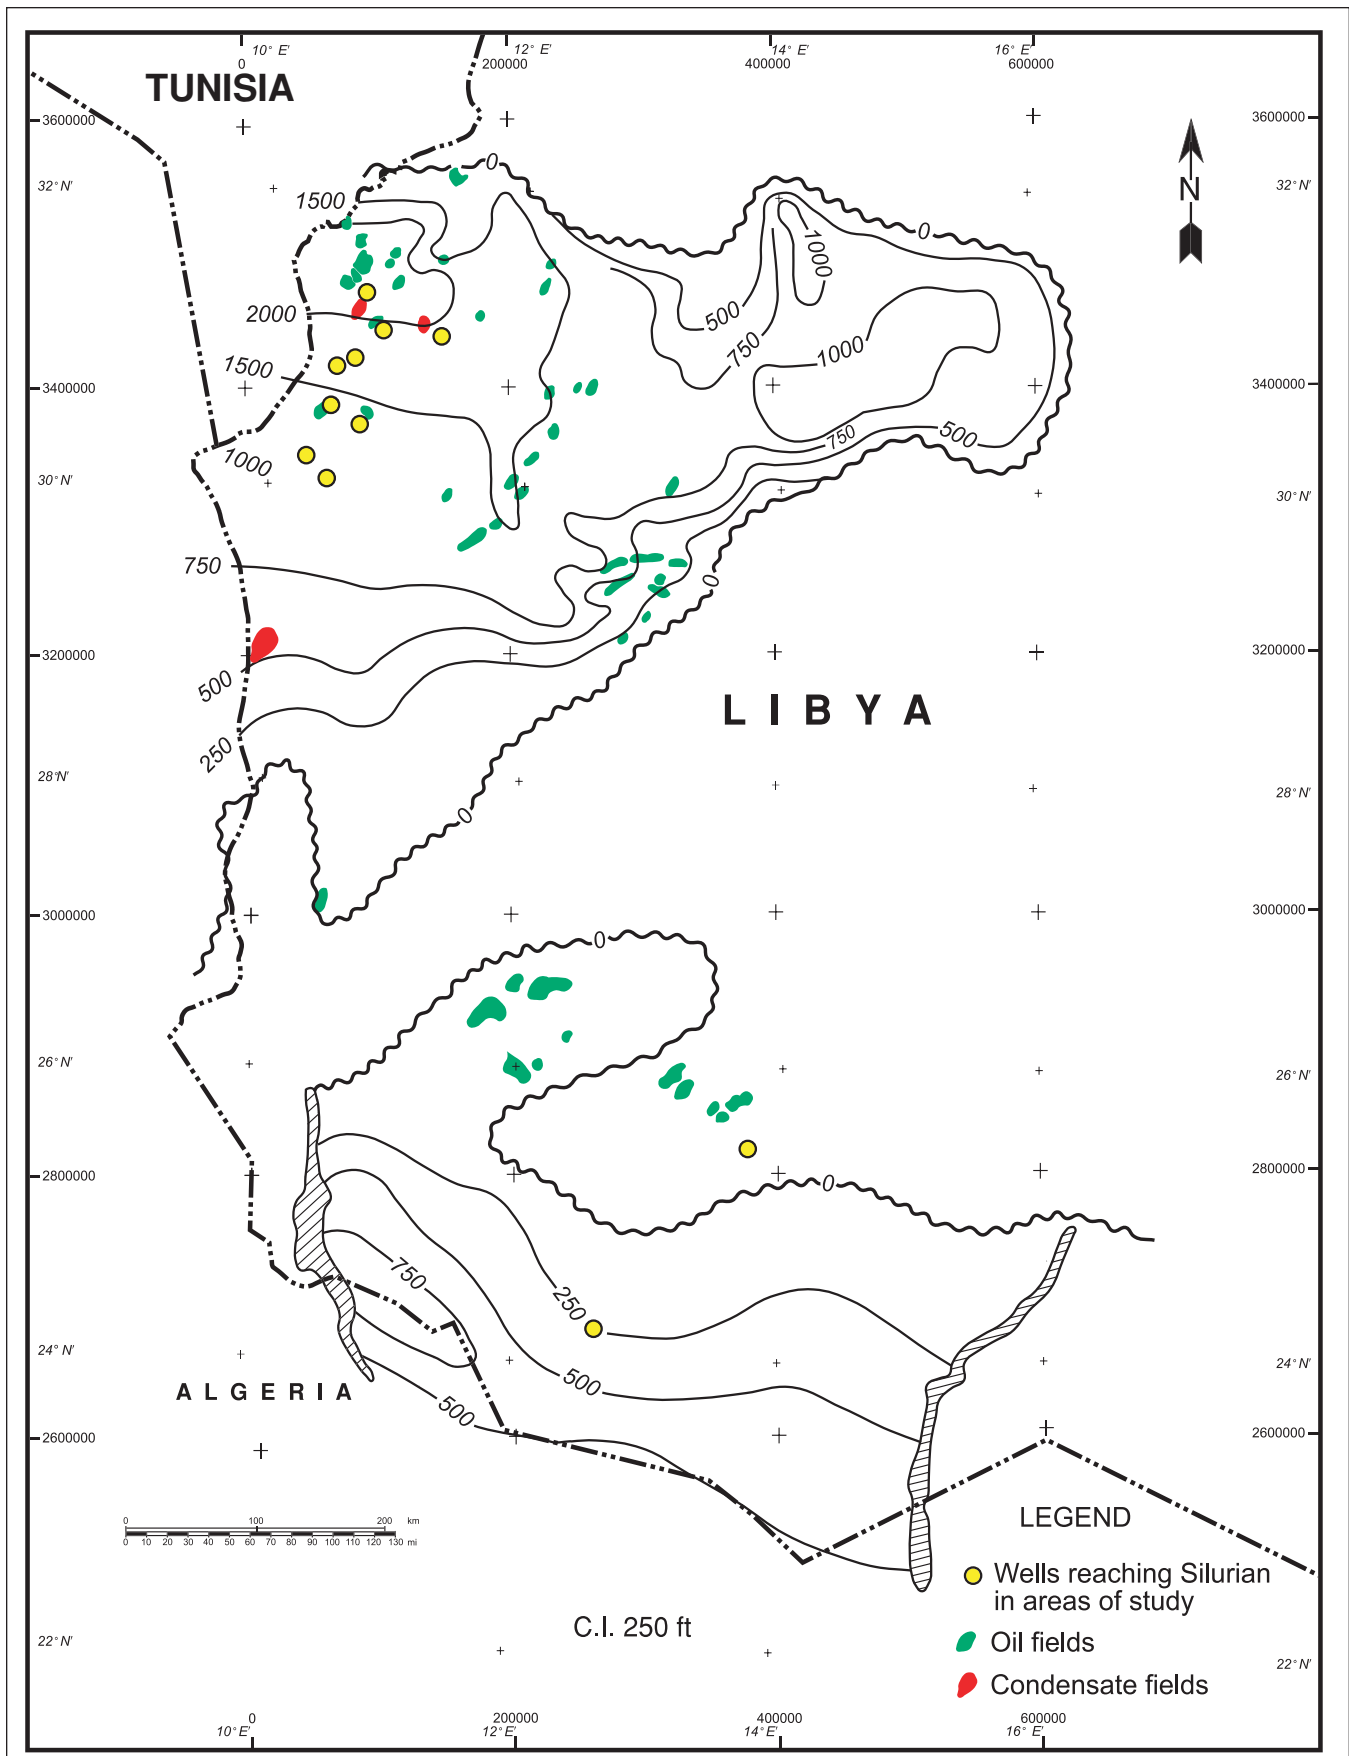 10° E'
12° E'
14° E'
16° E'
0
200000
400000
600000
TUNISIA
3600000
3600000
0
32° N'
32° N'
N
1500
0
1000
2000
500
750
1000
1500
3400000
3400000
500
750
1000
30° N'
30° N'
750
0
3200000
3200000
500
LIBYA
250
28°N'
28° N'
0
3000000
3000000
0
26° N'
26° N'
2800000
2800000
0
750
250
24° N'
24° N'
500
ALGERIA
500
2600000
2600000
0 100 200 km
0 10 20 30 40 50 60 70 80 90 100 110 120 130 mi
LEGEND
Wells reaching Silurian
in areas of study
C.I. 250 ft
Oil fields
22° N'
22° N'
Condensate fields
0
200000
400000
600000
10° E'
12° E'
14° E'
16° E'